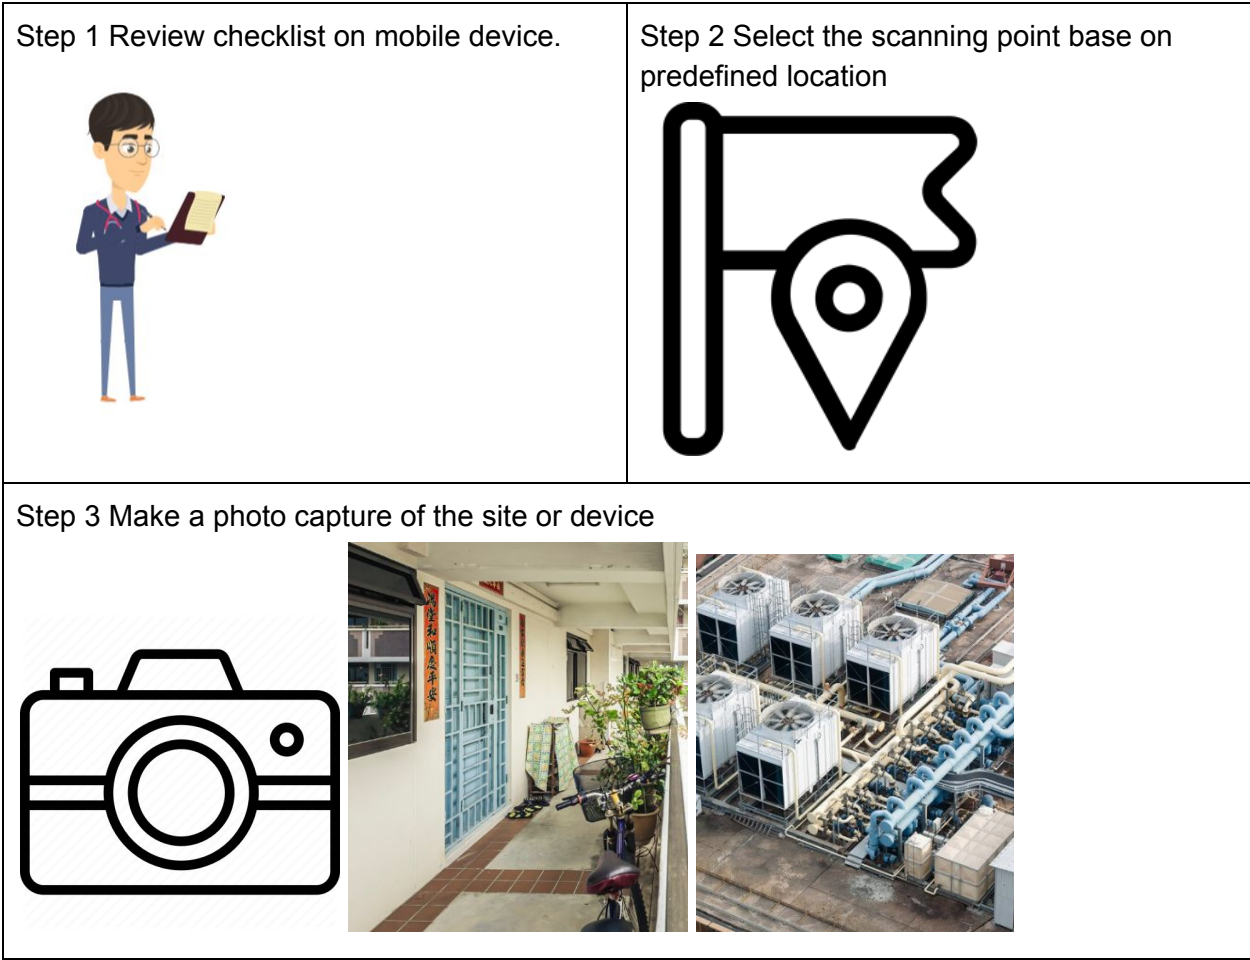 Step 1 Review checklist on mobile device.
Step 2 Select the scanning point base on
predefined location
Step 3 Make a photo capture of the site or device